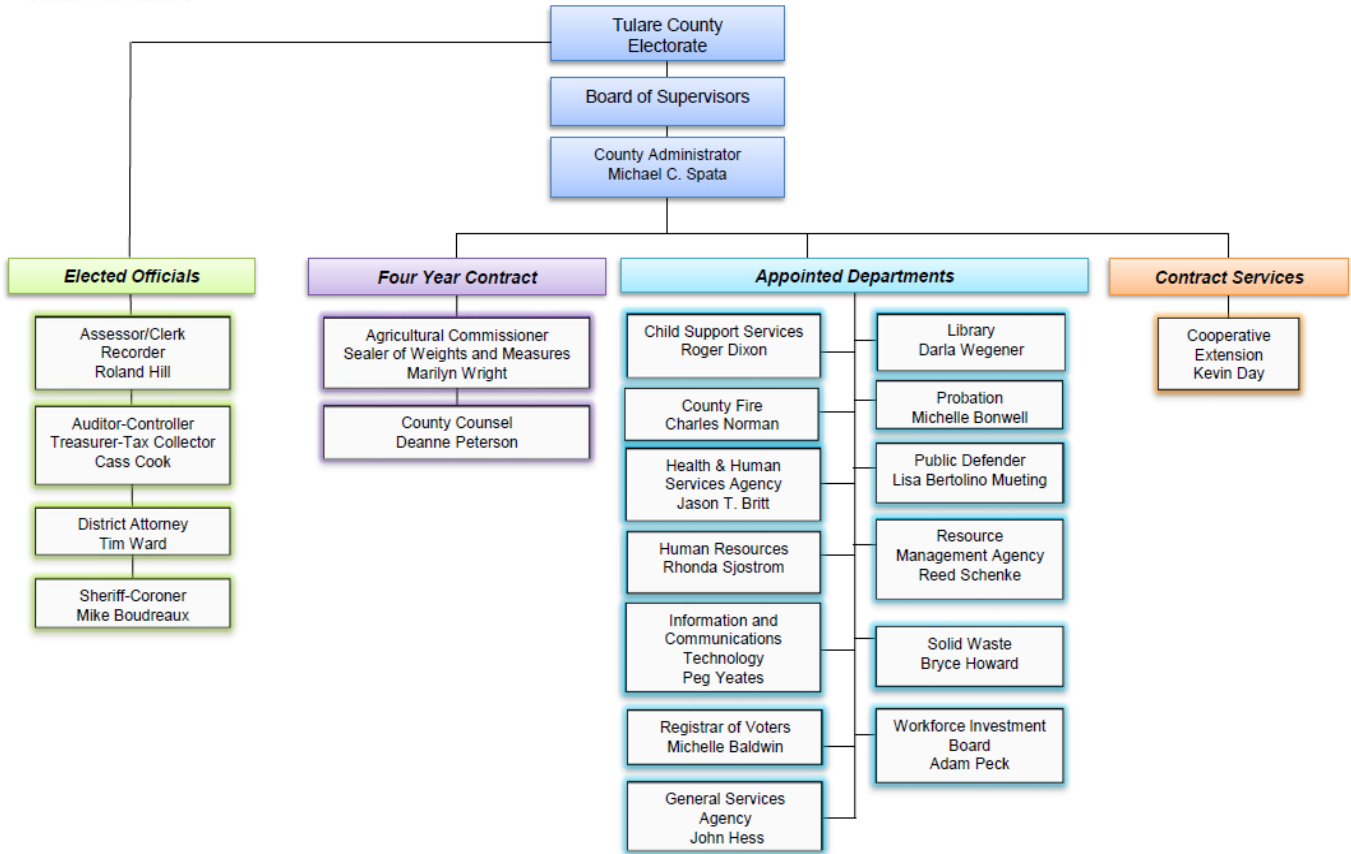 Tulare County
Electorate
Board of Supervisors
County Administrator
Michael C. Spata
Elected Officials
Assessor/Clerk
Recorder
Roland Hill
Auditor-Controller
Treasurer-Tax Collector
Cass Cook
District Attorney
Tim Ward
Sheriff-Coroner
Mike Boudreaux
Four Year Contract
Agricultural Commissioner
Sealer of Weights and Measures
Marilyn Wright
County Counsel
Deanne Peterson
Appointed Departments
Child Support Services
Roger Dixon
County Fire
Charles Norman
Health & Human
Services Agency
Jason T. Britt
Human Resources
Rhonda Sjostrom
Information and
Communications
Technology
Peg Yeates
Registrar of Voters
Michelle Baldwin
General Services
Agency
John Hess
Library
Darla Wegener
Probation
Michelle Bonwell
Public Defender
Lisa Bertolino Mueting
Resource
Management Agency
Reed Schenke
Solid Waste
Bryce Howard
Workforce Investment
Board
Adam Peck
Contract Services
Cooperative
Extension
Kevin Day